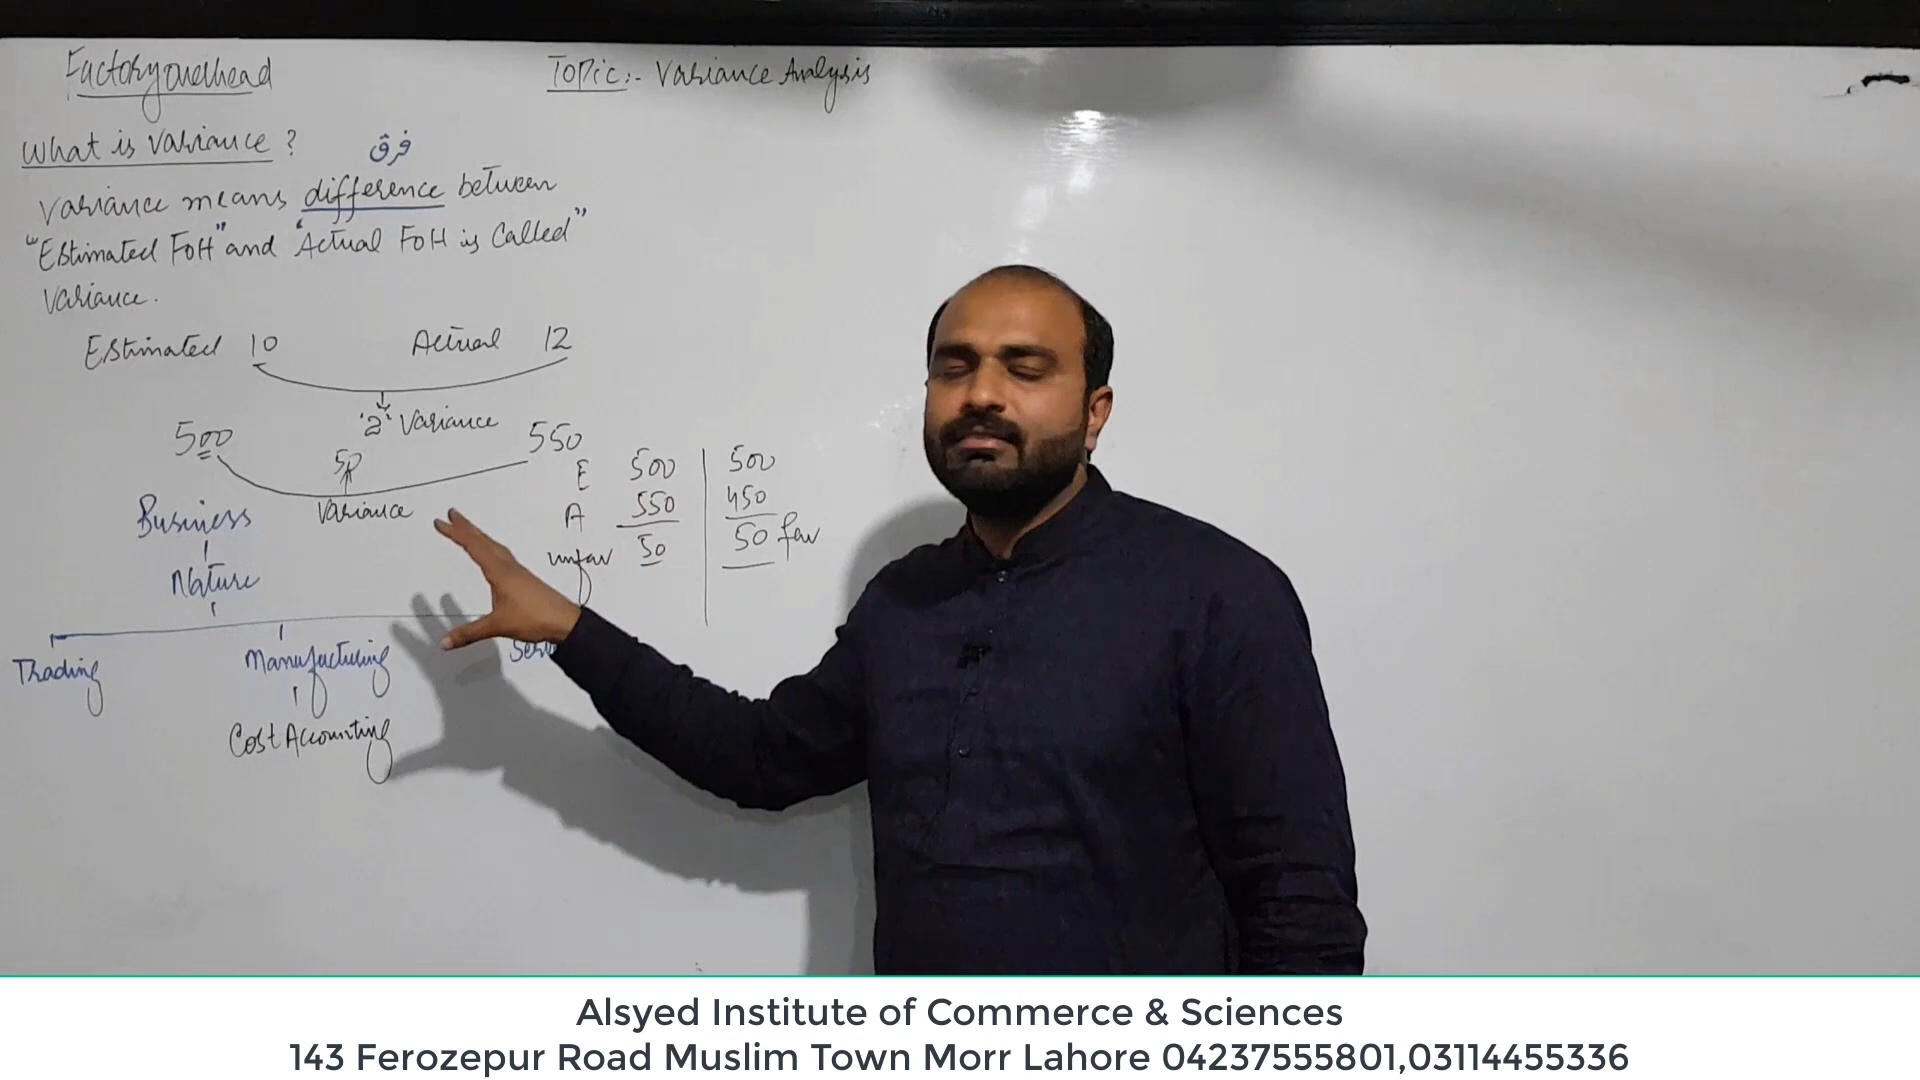 Factory overhead
Topic:- Variance Analysis
What is variance ?
فرق
Variance means difference between
"Estimated FOH" and "Actual FOH is Called"
Variance.
Estimated 10 Actual 12
'2' Variance
500 50 550
Variance
E 500 500
A 550 450
unfav 50 50 fav
Business
Nature
Trading Manufacturing
Cost Accounting
Alsyed Institute of Commerce & Sciences
143 Ferozepur Road Muslim Town Morr Lahore 04237555801,03114455336